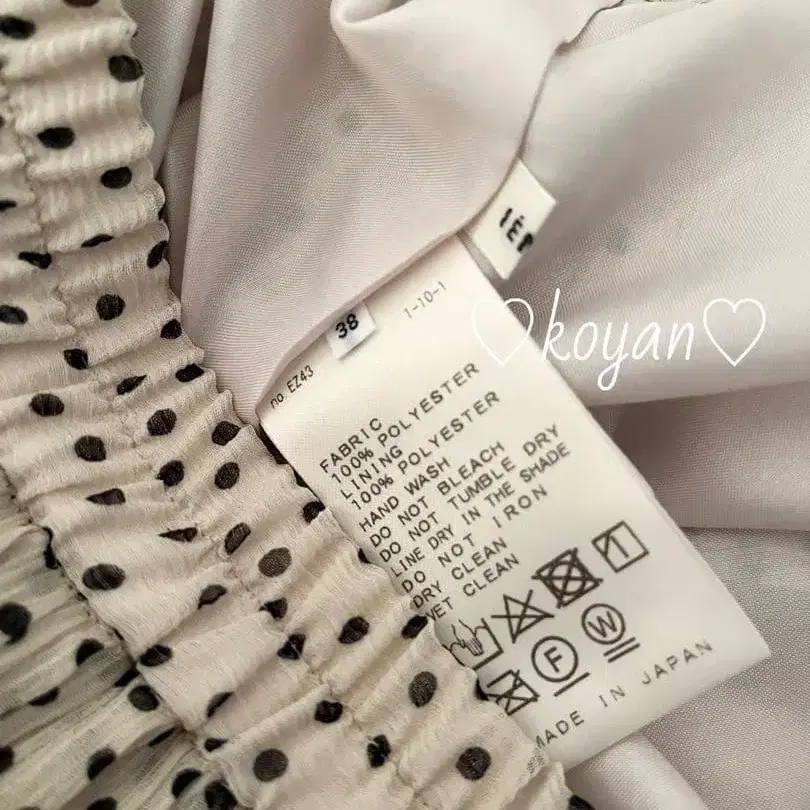 38
1-10-1
no.EZ43
♡koyan♡
FABRIC
100% POLYESTER
LINING
100% POLYESTER
HAND WASH
DO NOT BLEACH
DO NOT TUMBLE DRY
LINE DRY IN THE SHADE
DO NOT IRON
DRY CLEAN
WET CLEAN
F
W
MADE IN JAPAN